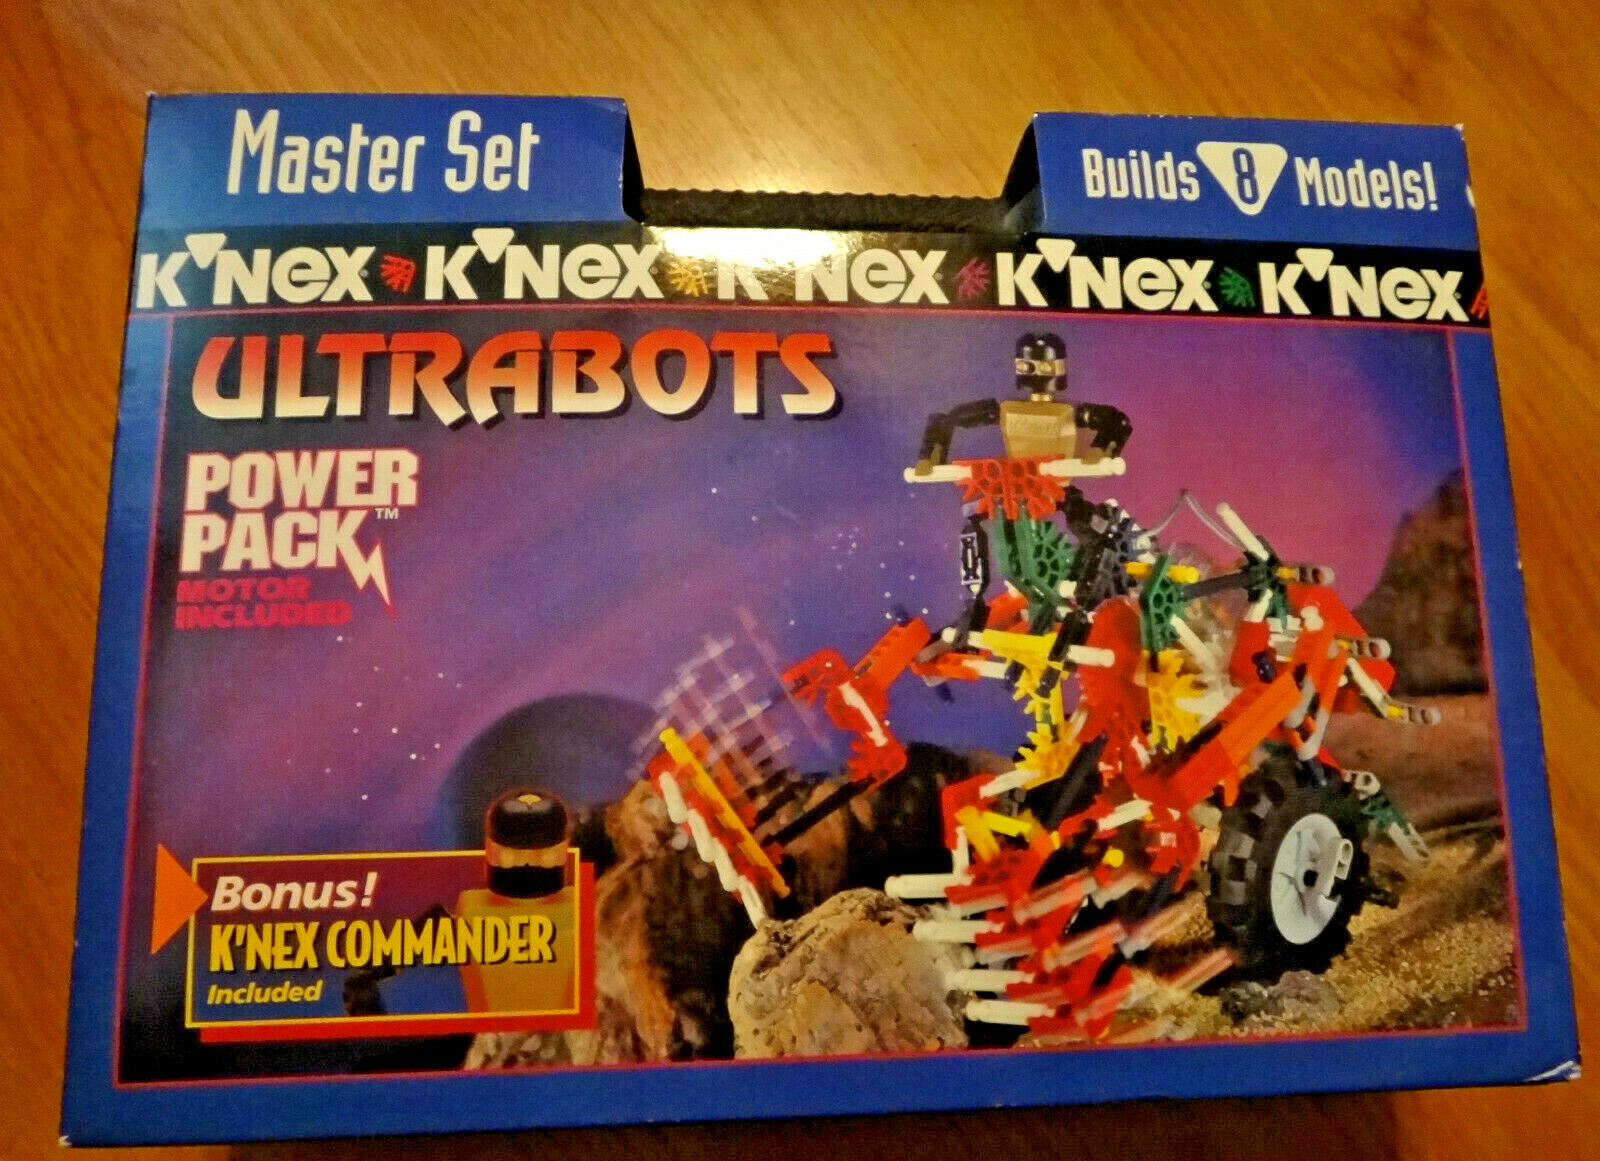 Master Set
Builds 8 Models!
K'NEX K'NEX K'NEX K'NEX K'NEX
ULTRABOTS
POWER
PACK™
MOTOR
INCLUDED
Bonus!
K'NEX COMMANDER
Included